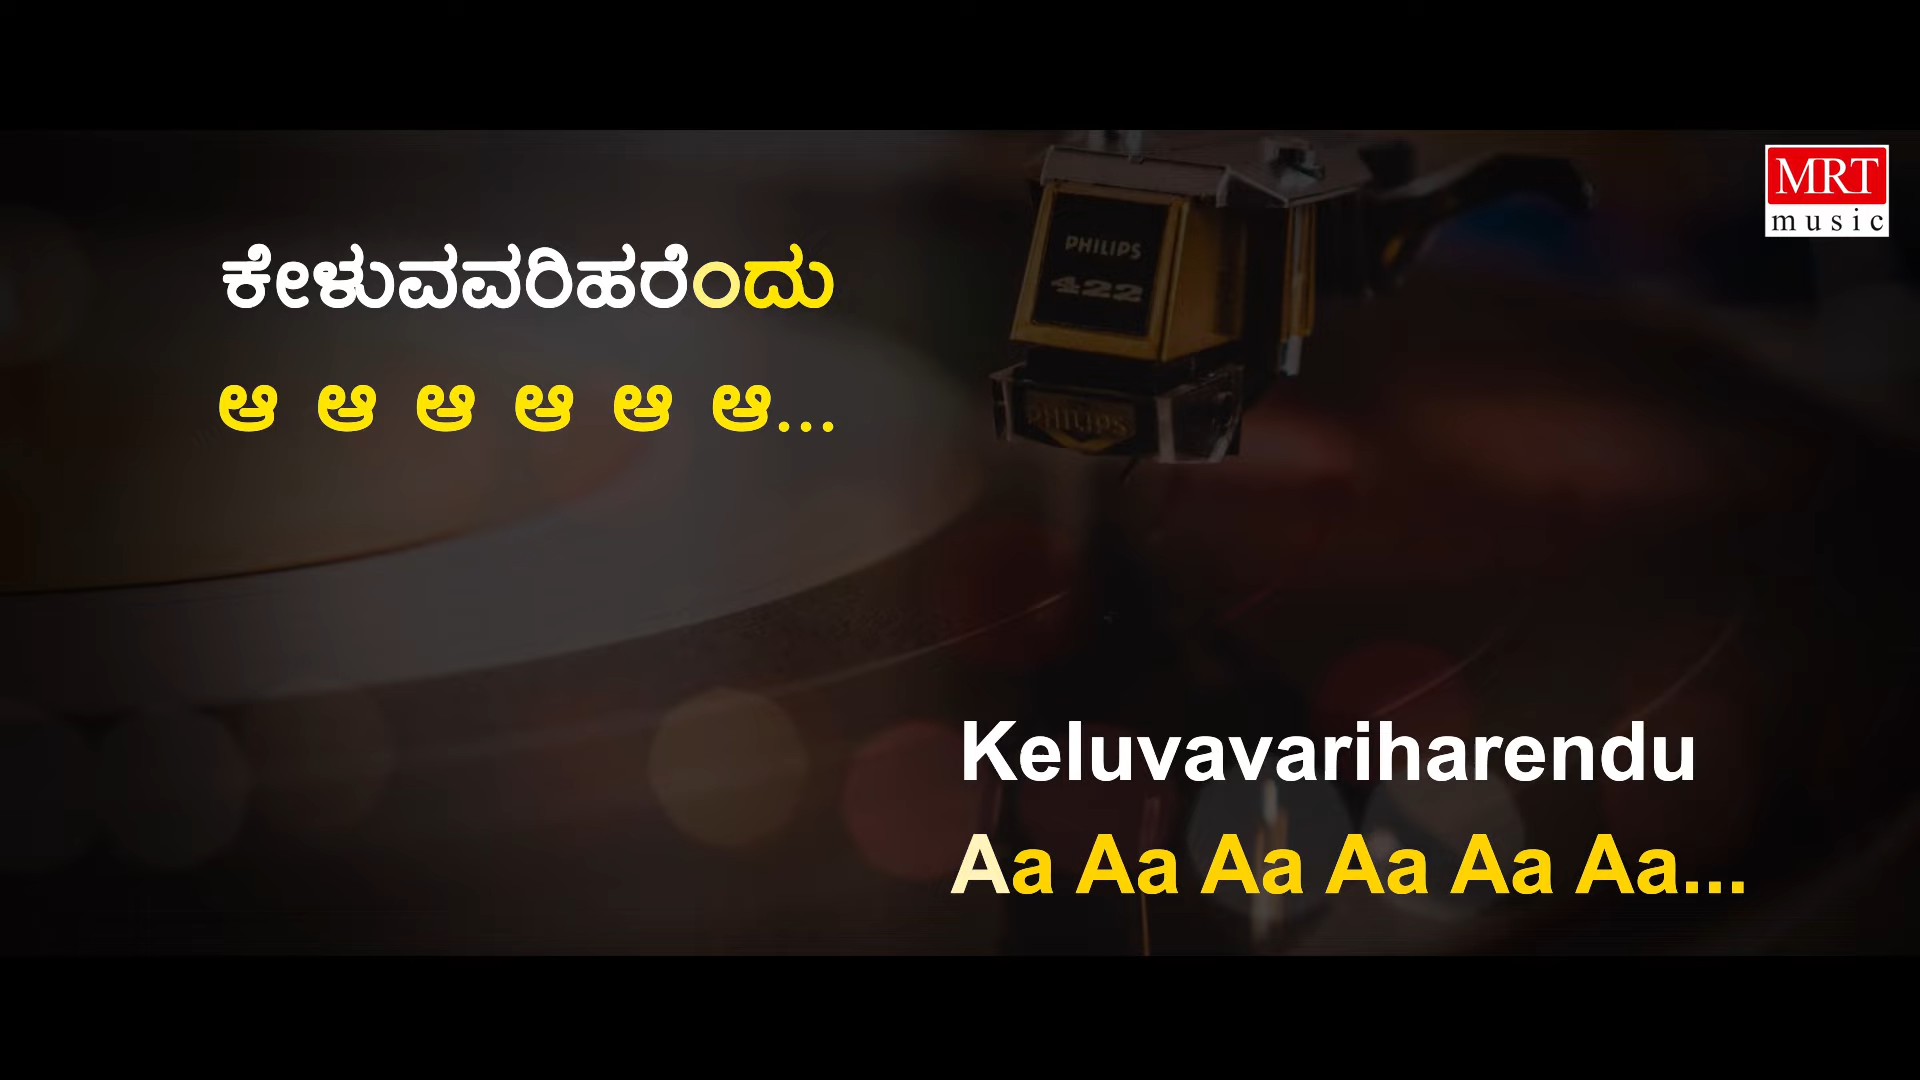 MRT
music
PHILIPS
422
PHILIPS
ಕೇಳುವವರಿಹರೆಂದು
ಆ ಆ ಆ ಆ ಆ ಆ...
Keluvavariharendu
Aa Aa Aa Aa Aa Aa...